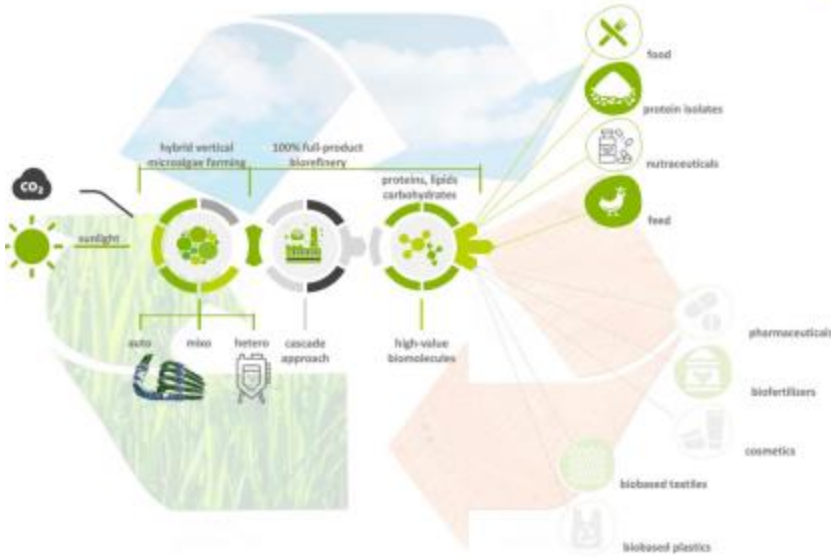 food
protein isolates
hybrid vertical
microalgae farming
100% full-product
biorefinery
nutraceuticals
proteins, lipids
carbohydrates
CO₂
feed
sunlight
auto
mixo
hetero
cascade
approach
high-value
biomolecules
pharmaceuticals
biofertilizers
cosmetics
biobased textiles
biobased plastics